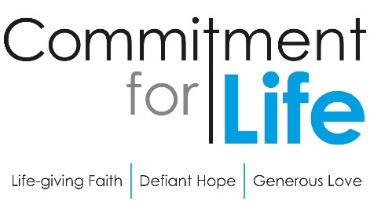 Commitment
for Life
Life-giving Faith | Defiant Hope | Generous Love